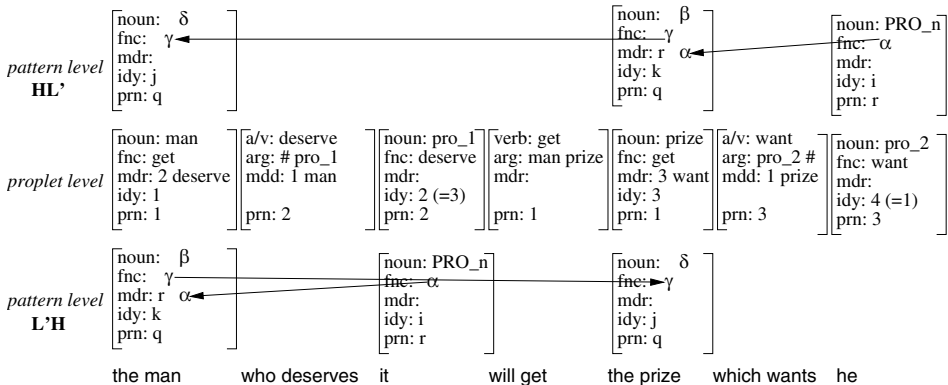 noun: δ
fnc: γ
mdr:
idy: j
prn: q
noun: β
fnc: γ
mdr: r α
idy: k
prn: q
noun: PRO_n
fnc: α
mdr:
idy: i
prn: r
pattern level
HL'
noun: man
fnc: get
mdr: 2 deserve
idy: 1
prn: 1
a/v: deserve
arg: # pro_1
mdd: 1 man
prn: 2
noun: pro_1
fnc: deserve
mdr:
idy: 2 (=3)
prn: 2
verb: get
arg: man prize
mdr:
prn: 1
noun: prize
fnc: get
mdr: 3 want
idy: 3
prn: 1
a/v: want
arg: pro_2 #
mdd: 1 prize
prn: 3
noun: pro_2
fnc: want
mdr:
idy: 4 (=1)
prn: 3
proplet level
noun: β
fnc: γ
mdr: r α
idy: k
prn: q
noun: PRO_n
fnc: α
mdr:
idy: i
prn: r
noun: δ
fnc: γ
mdr:
idy: j
prn: q
pattern level
L'H
the man who deserves it will get the prize which wants he